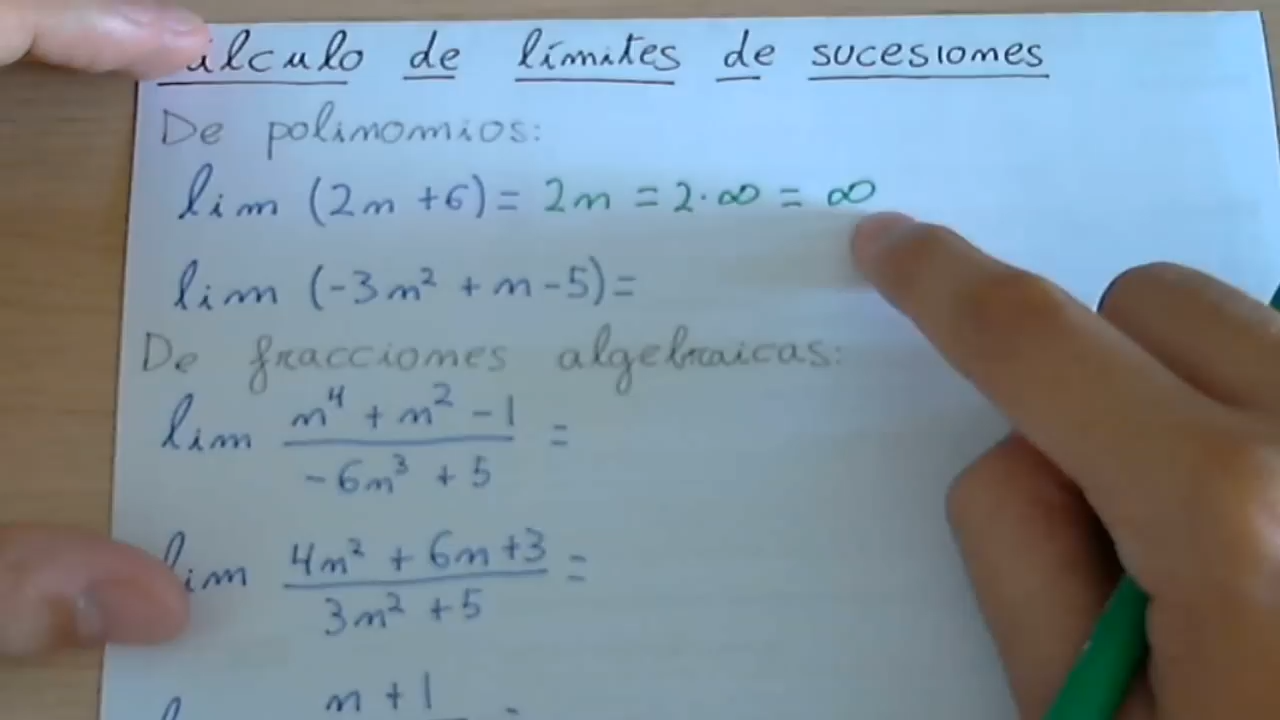 Cálculo de límites de sucesiones
De polinomios:
lim (2n + 6) = 2n = 2·∞ = ∞
lim (-3n² + n - 5) =
De fracciones algebraicas:
lim (n⁴ + n² - 1) / (-6n³ + 5) =
lim (4n² + 6n + 3) / (3n² + 5) =
n + 1